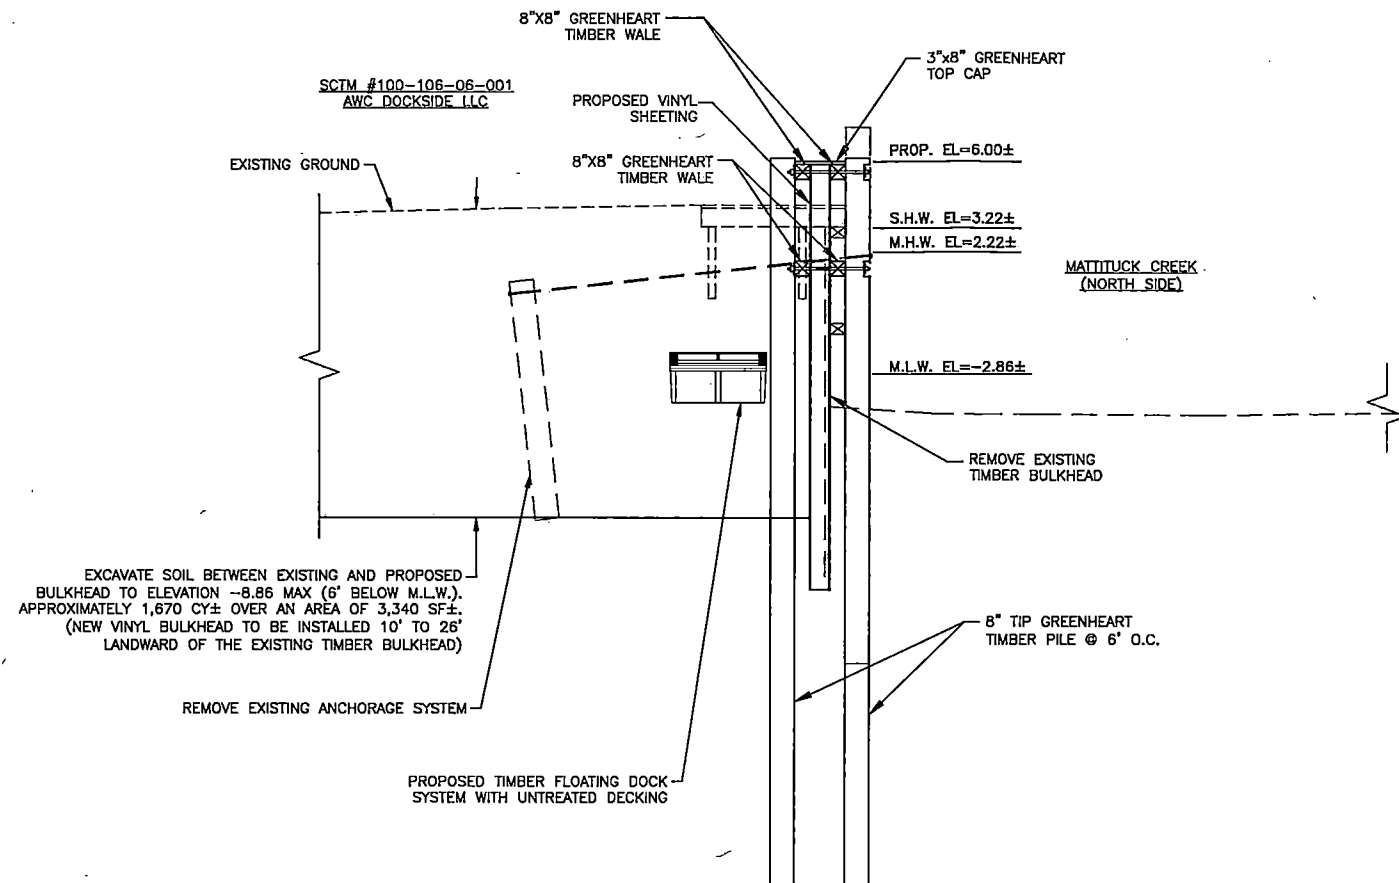 8"X8" GREENHEART
TIMBER WALE
3"x8" GREENHEART
TOP CAP
SCTM #100-106-06-001
AWC DOCKSIDE LLC
PROPOSED VINYL
SHEETING
EXISTING GROUND
8"X8" GREENHEART
TIMBER WALE
PROP. EL=6.00±
S.H.W. EL=3.22±
M.H.W. EL=2.22±
MATTITUCK CREEK
(NORTH SIDE)
M.L.W. EL=-2.86±
REMOVE EXISTING
TIMBER BULKHEAD
EXCAVATE SOIL BETWEEN EXISTING AND PROPOSED
BULKHEAD TO ELEVATION -8.86 MAX (6' BELOW M.L.W.).
APPROXIMATELY 1,670 CY± OVER AN AREA OF 3,340 SF±.
(NEW VINYL BULKHEAD TO BE INSTALLED 10' TO 26'
LANDWARD OF THE EXISTING TIMBER BULKHEAD)
8" TIP GREENHEART
TIMBER PILE @ 6' O.C.
REMOVE EXISTING ANCHORAGE SYSTEM
PROPOSED TIMBER FLOATING DOCK
SYSTEM WITH UNTREATED DECKING